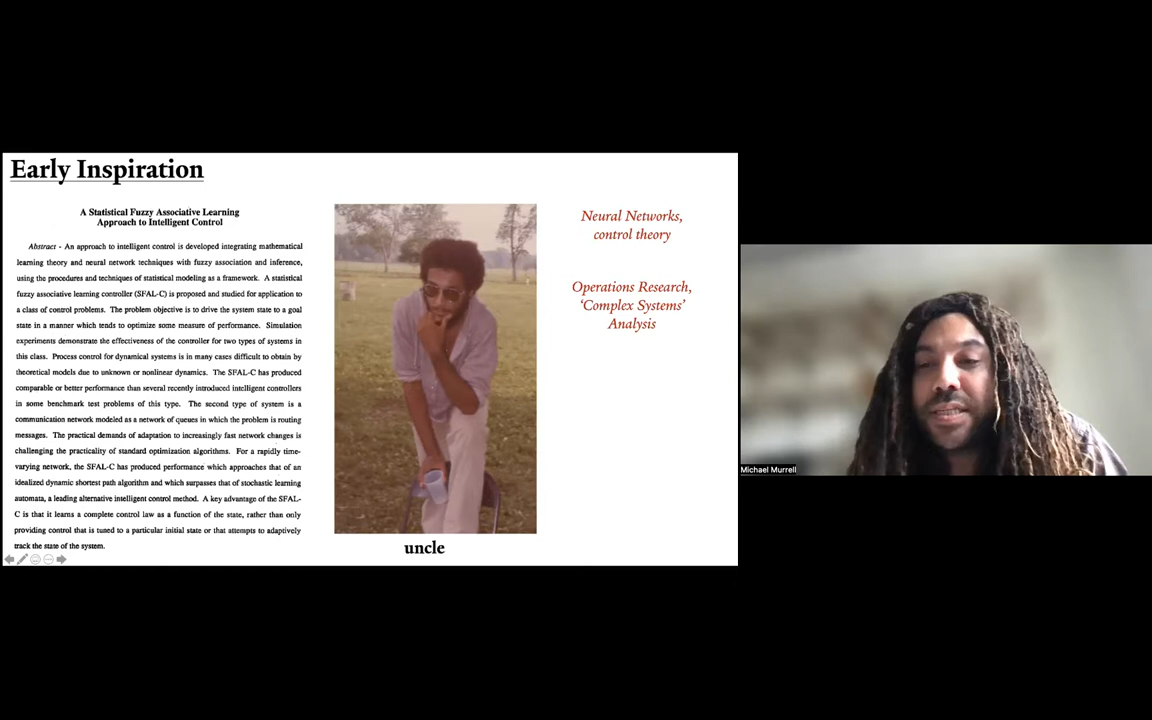 Early Inspiration
A Statistical Fuzzy Associative Learning
Approach to Intelligent Control
Abstract - An approach to intelligent control is developed integrating mathematical
learning theory and neural network techniques with fuzzy association and inference,
using the procedures and techniques of statistical modeling as a framework. A statistical
fuzzy associative learning controller (SFAL-C) is proposed and studied for application to
a class of control problems. The problem objective is to drive the system state to a goal
state in a manner which tends to optimize some measure of performance. Simulation
experiments demonstrate the effectiveness of the controller for two types of systems in
this class. Process control for dynamical systems is in many cases difficult to obtain by
theoretical models due to unknown or nonlinear dynamics. The SFAL-C has produced
comparable or better performance than several recently introduced intelligent controllers
in some benchmark test problems of this type. The second type of system is a
communication network modeled as a network of queues in which the problem is routing
messages. The practical demands of adaptation to increasingly fast network changes is
challenging the practicality of standard optimization algorithms. For a rapidly time-
varying network, the SFAL-C has produced performance which approaches that of an
idealized dynamic shortest path algorithm and which surpasses that of stochastic learning
automata, a leading alternative intelligent control method. A key advantage of the SFAL-
C is that it learns a complete control law as a function of the state, rather than only
providing control that is tuned to a particular initial state or that attempts to adaptively
track the state of the system.
uncle
Neural Networks,
control theory
Operations Research,
‘Complex Systems’
Analysis
Michael Murrell